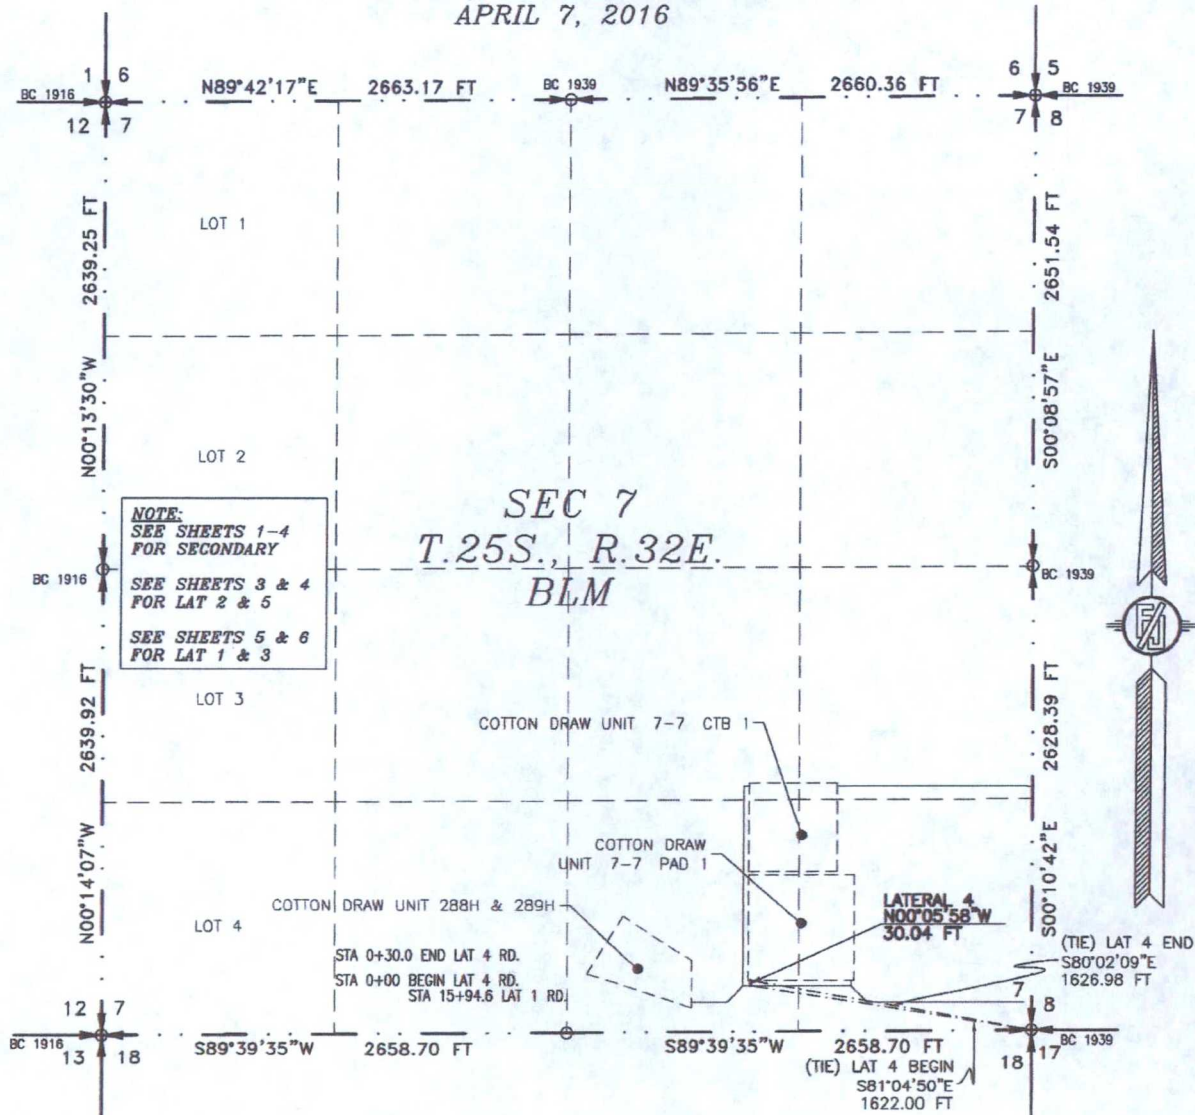 APRIL 7, 2016
1 6
6 5
BC 1916
N89°42'17"E 2663.17 FT
BC 1939
N89°35'56"E 2660.36 FT
BC 1939
12 7
7 8
LOT 1
N00°13'30"W 2639.25 FT
S00°08'57"E 2651.54 FT
LOT 2
SEC 7
T.25S., R.32E.
BLM
NOTE:
SEE SHEETS 1-4
FOR SECONDARY
SEE SHEETS 3 & 4
FOR LAT 2 & 5
SEE SHEETS 5 & 6
FOR LAT 1 & 3
BC 1916
BC 1939
LOT 3
N00°14'07"W 2639.92 FT
S00°10'42"E 2628.39 FT
COTTON DRAW UNIT 7-7 CTB 1
COTTON DRAW
UNIT 7-7 PAD 1
COTTON DRAW UNIT 288H & 289H
LATERAL 4
N00°05'58"W
30.04 FT
LOT 4
STA 0+30.0 END LAT 4 RD.
STA 0+00 BEGIN LAT 4 RD.
STA 15+94.6 LAT 1 RD.
(TIE) LAT 4 END
S80°02'09"E
1626.98 FT
12 7
7 8
BC 1916
13 18
S89°39'35"W 2658.70 FT
S89°39'35"W 2658.70 FT
18 17
BC 1939
(TIE) LAT 4 BEGIN
S81°04'50"E
1622.00 FT